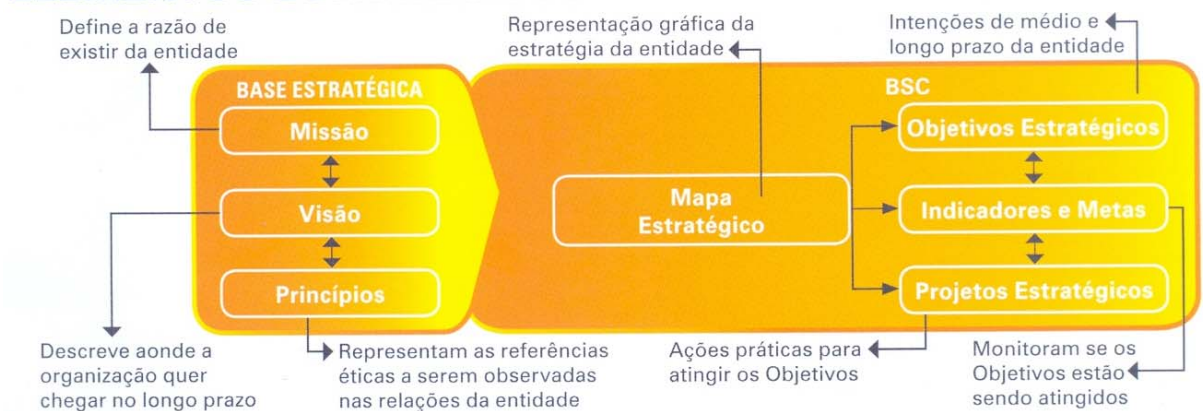 Define a razão de
existir da entidade
Representação gráfica da
estratégia da entidade
Intenções de médio e
longo prazo da entidade
BASE ESTRATÉGICA
Missão
Visão
Princípios
BSC
Mapa
Estratégico
Objetivos Estratégicos
Indicadores e Metas
Projetos Estratégicos
Descreve aonde a
organização quer
chegar no longo prazo
Representam as referências
éticas a serem observadas
nas relações da entidade
Ações práticas para
atingir os Objetivos
Monitoram se os
Objetivos estão
sendo atingidos